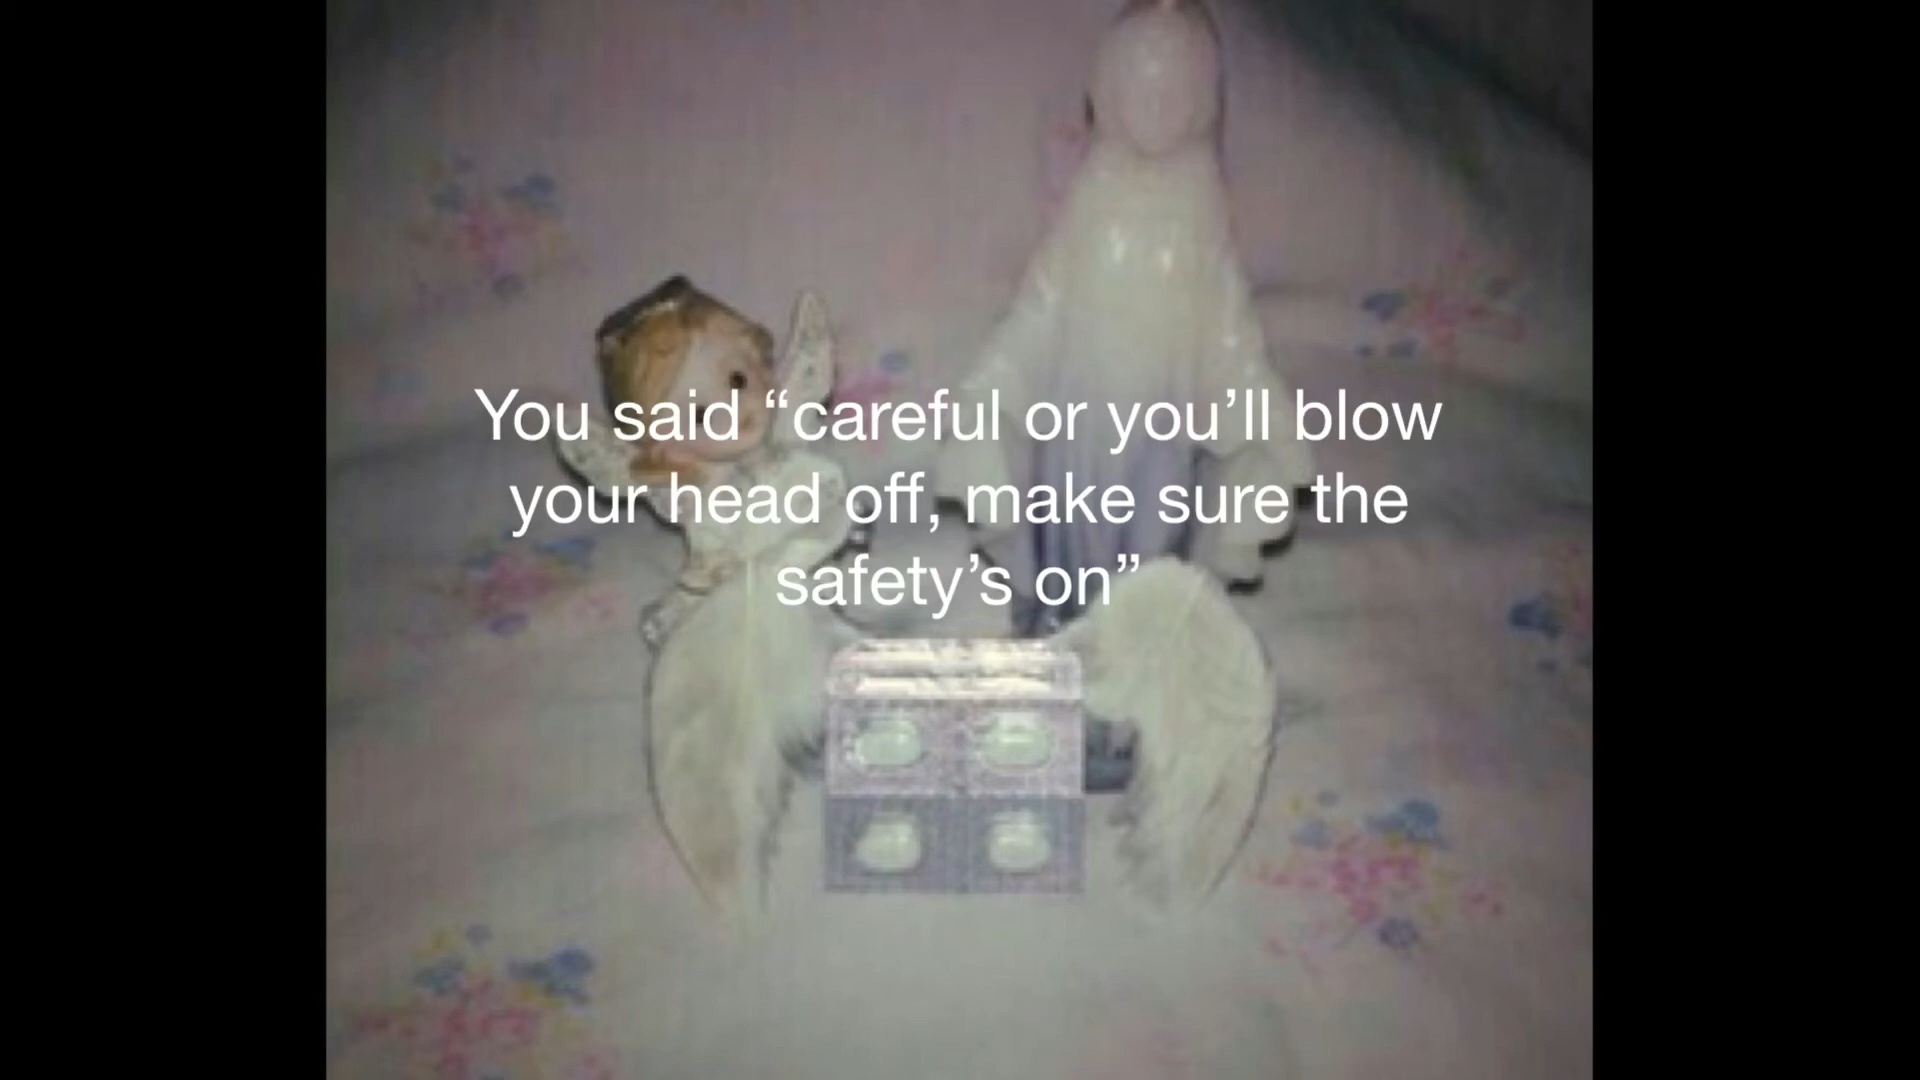 You said “careful or you’ll blow
your head off, make sure the
safety’s on”